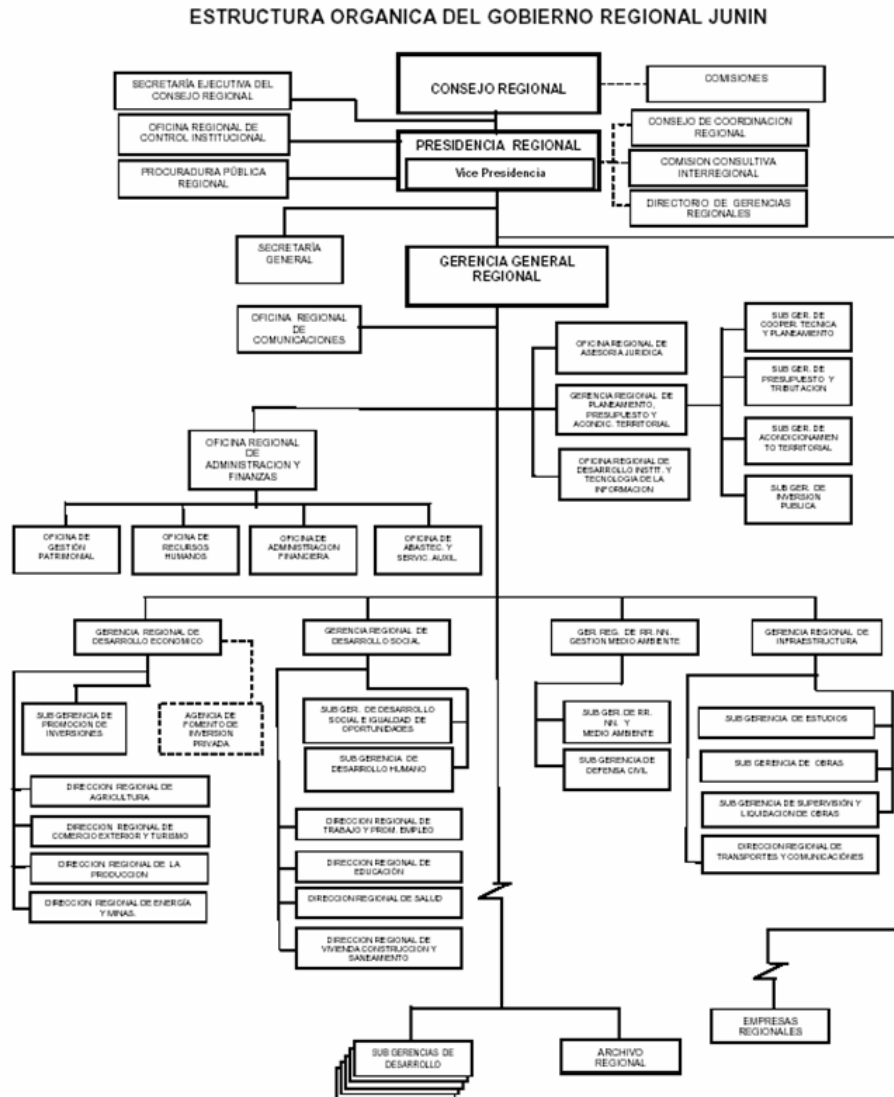 ESTRUCTURA ORGANICA DEL GOBIERNO REGIONAL JUNIN
CONSEJO REGIONAL
COMISIONES
SECRETARÍA EJECUTIVA DEL
CONSEJO REGIONAL
OFICINA REGIONAL DE
CONTROL INSTITUCIONAL
PROCURADURIA PÚBLICA
REGIONAL
PRESIDENCIA REGIONAL
Vice Presidencia
CONSEJO DE COORDINACION
REGIONAL
COMISION CONSULTIVA
INTERREGIONAL
DIRECTORIO DE GERENCIAS
REGIONALES
SECRETARÍA
GENERAL
GERENCIA GENERAL
REGIONAL
OFICINA REGIONAL
DE
COMUNICACIONES
OFICINA REGIONAL DE
ASESORIA JURIDICA
GERENCIA REGIONAL DE
PLANEAMIENTO,
PRESUPUESTO Y
ACONDIC. TERRITORIAL
OFICINA REGIONAL DE
DESARROLLO INSTIT. Y
TECNOLOGIA DE LA
INFORMACION
SUB GER. DE
COOPER. TECNICA
Y PLANEAMIENTO
SUB GER. DE
PRESUPUESTO Y
TRIBUTACION
SUB GER. DE
ACONDICIONAMIEN
TO TERRITORIAL
SUB GER. DE
INVERSION
PUBLICA
OFICINA REGIONAL
DE
ADMINISTRACION Y
FINANZAS
OFICINA DE
GESTIÓN
PATRIMONIAL
OFICINA DE
RECURSOS
HUMANOS
OFICINA DE
ADMINISTRACION
FINANCIERA
OFICINA DE
ABASTEC. Y
SERVIC. AUXIL.
GERENCIA REGIONAL DE
DESARROLLO ECONOMICO
SUB GERENCIA DE
PROMOCION DE
INVERSIONES
AGENCIA DE
FOMENTO DE
INVERSION
PRIVADA
DIRECCION REGIONAL DE
AGRICULTURA
DIRECCION REGIONAL DE
COMERCIO EXTERIOR Y TURISMO
DIRECCION REGIONAL DE LA
PRODUCCION
DIRECCION REGIONAL DE ENERGÍA
Y MINAS.
GERENCIA REGIONAL DE
DESARROLLO SOCIAL
SUB GER. DE DESARROLLO
SOCIAL E IGUALDAD DE
OPORTUNIDADES
SUB GERENCIA DE
DESARROLLO HUMANO
DIRECCION REGIONAL DE
TRABAJO Y PROM. EMPLEO
DIRECCION REGIONAL DE
EDUCACIÓN
DIRECCION REGIONAL DE SALUD
DIRECCION REGIONAL DE
VIVIENDA CONSTRUCCION Y
SANEAMIENTO
GER. REG. DE RR. NN.
GESTION MEDIO AMBIENTE
SUB GER. DE RR.
NN. Y
MEDIO AMBIENTE
SUB GERENCIA DE
DEFENSA CIVIL
GERENCIA REGIONAL DE
INFRAESTRUCTURA
SUB GERENCIA DE ESTUDIOS
SUB GERENCIA DE OBRAS
SUB GERENCIA DE SUPERVISIÓN Y
LIQUIDACION DE OBRAS
DIRECCION REGIONAL DE
TRANSPORTES Y COMUNICACIÓNES
SUB GERENCIAS DE
DESARROLLO
ARCHIVO
REGIONAL
EMPRESAS
REGIONALES